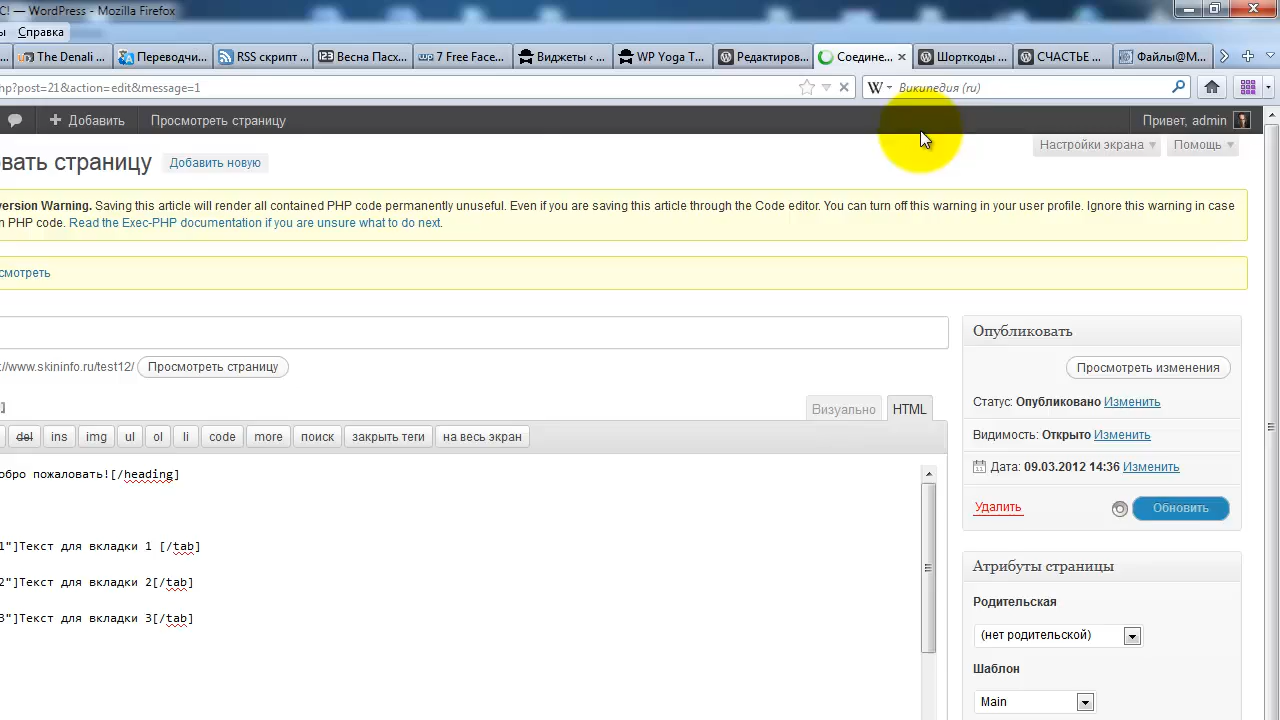 С! — WordPress - Mozilla Firefox
ы Справка
... The Denali ... Переводчи... RSS скрипт ... Весна Пасх... 7 Free Face... Виджеты ‹ ... WP Yoga T... Редактиров... Соедине... Шорткоды ... СЧАСТЬЕ ... Файлы@M...
hp?post=21&action=edit&message=1 W Википедия (ru)
Добавить Просмотреть страницу Привет, admin
овать страницу Добавить новую Настройки экрана Помощь
version Warning. Saving this article will render all contained PHP code permanently unuseful. Even if you are saving this article through the Code editor. You can turn off this warning in your user profile. Ignore this warning in case
n PHP code. Read the Exec-PHP documentation if you are unsure what to do next.
смотреть
://www.skininfo.ru/test12/ Просмотреть страницу
] Визуально HTML
del ins img ul ol li code more поиск закрыть теги на весь экран
обро пожаловать![/heading]
1"]Текст для вкладки 1 [/tab]
2"]Текст для вкладки 2[/tab]
3"]Текст для вкладки 3[/tab]
Опубликовать
Просмотреть изменения
Статус: Опубликовано Изменить
Видимость: Открыто Изменить
Дата: 09.03.2012 14:36 Изменить
Удалить Обновить
Атрибуты страницы
Родительская
(нет родительской)
Шаблон
Main